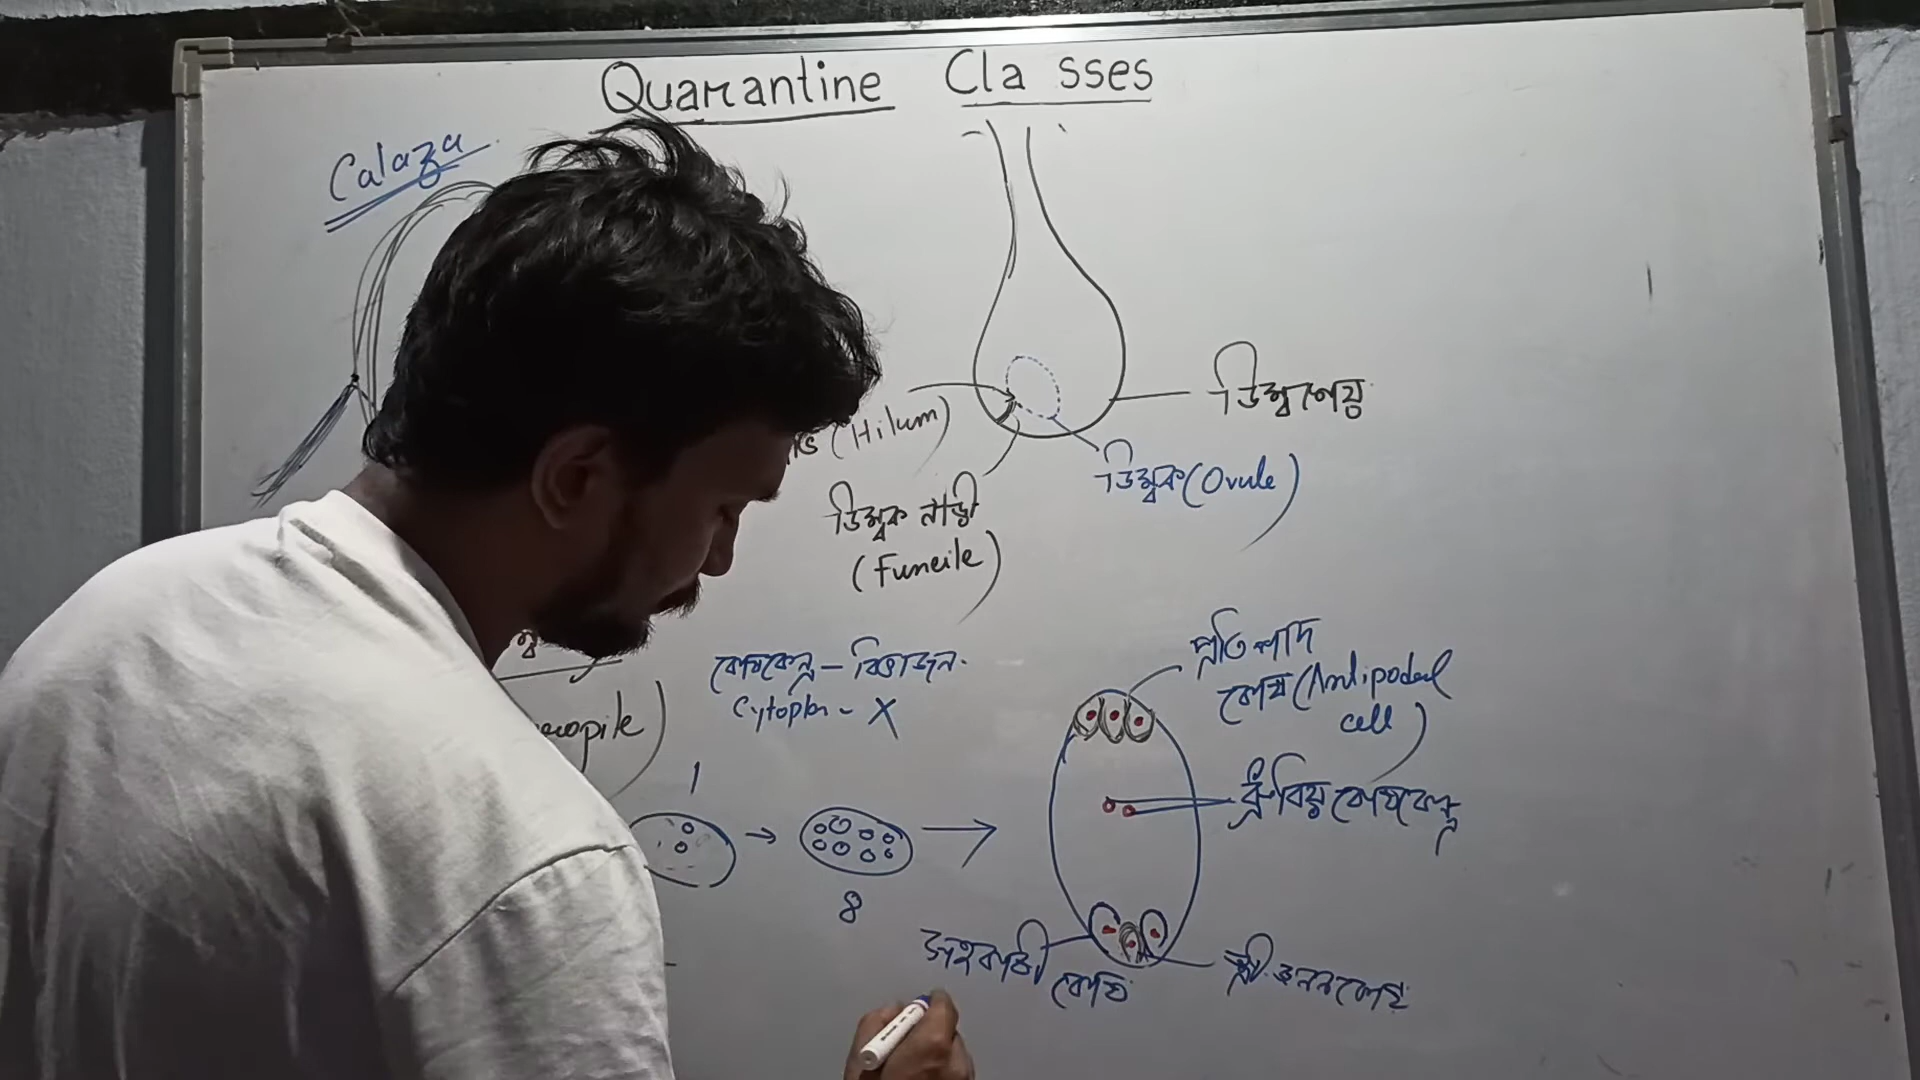 Quarantine Classes
Calaza
ডিম্বাশয়
(Hilum)
ডিম্বক (Ovule)
ডিম্বক নাড়ী
(Funcile)
প্রতিপাদ
কোষ (Antipodal
cell)
কোষকেন্দ্র - বিভাজন
Cytoplm - X
1
8
কোষকেন্দ্র
সহকারী
কোষ
স্ত্রী জননকোষ